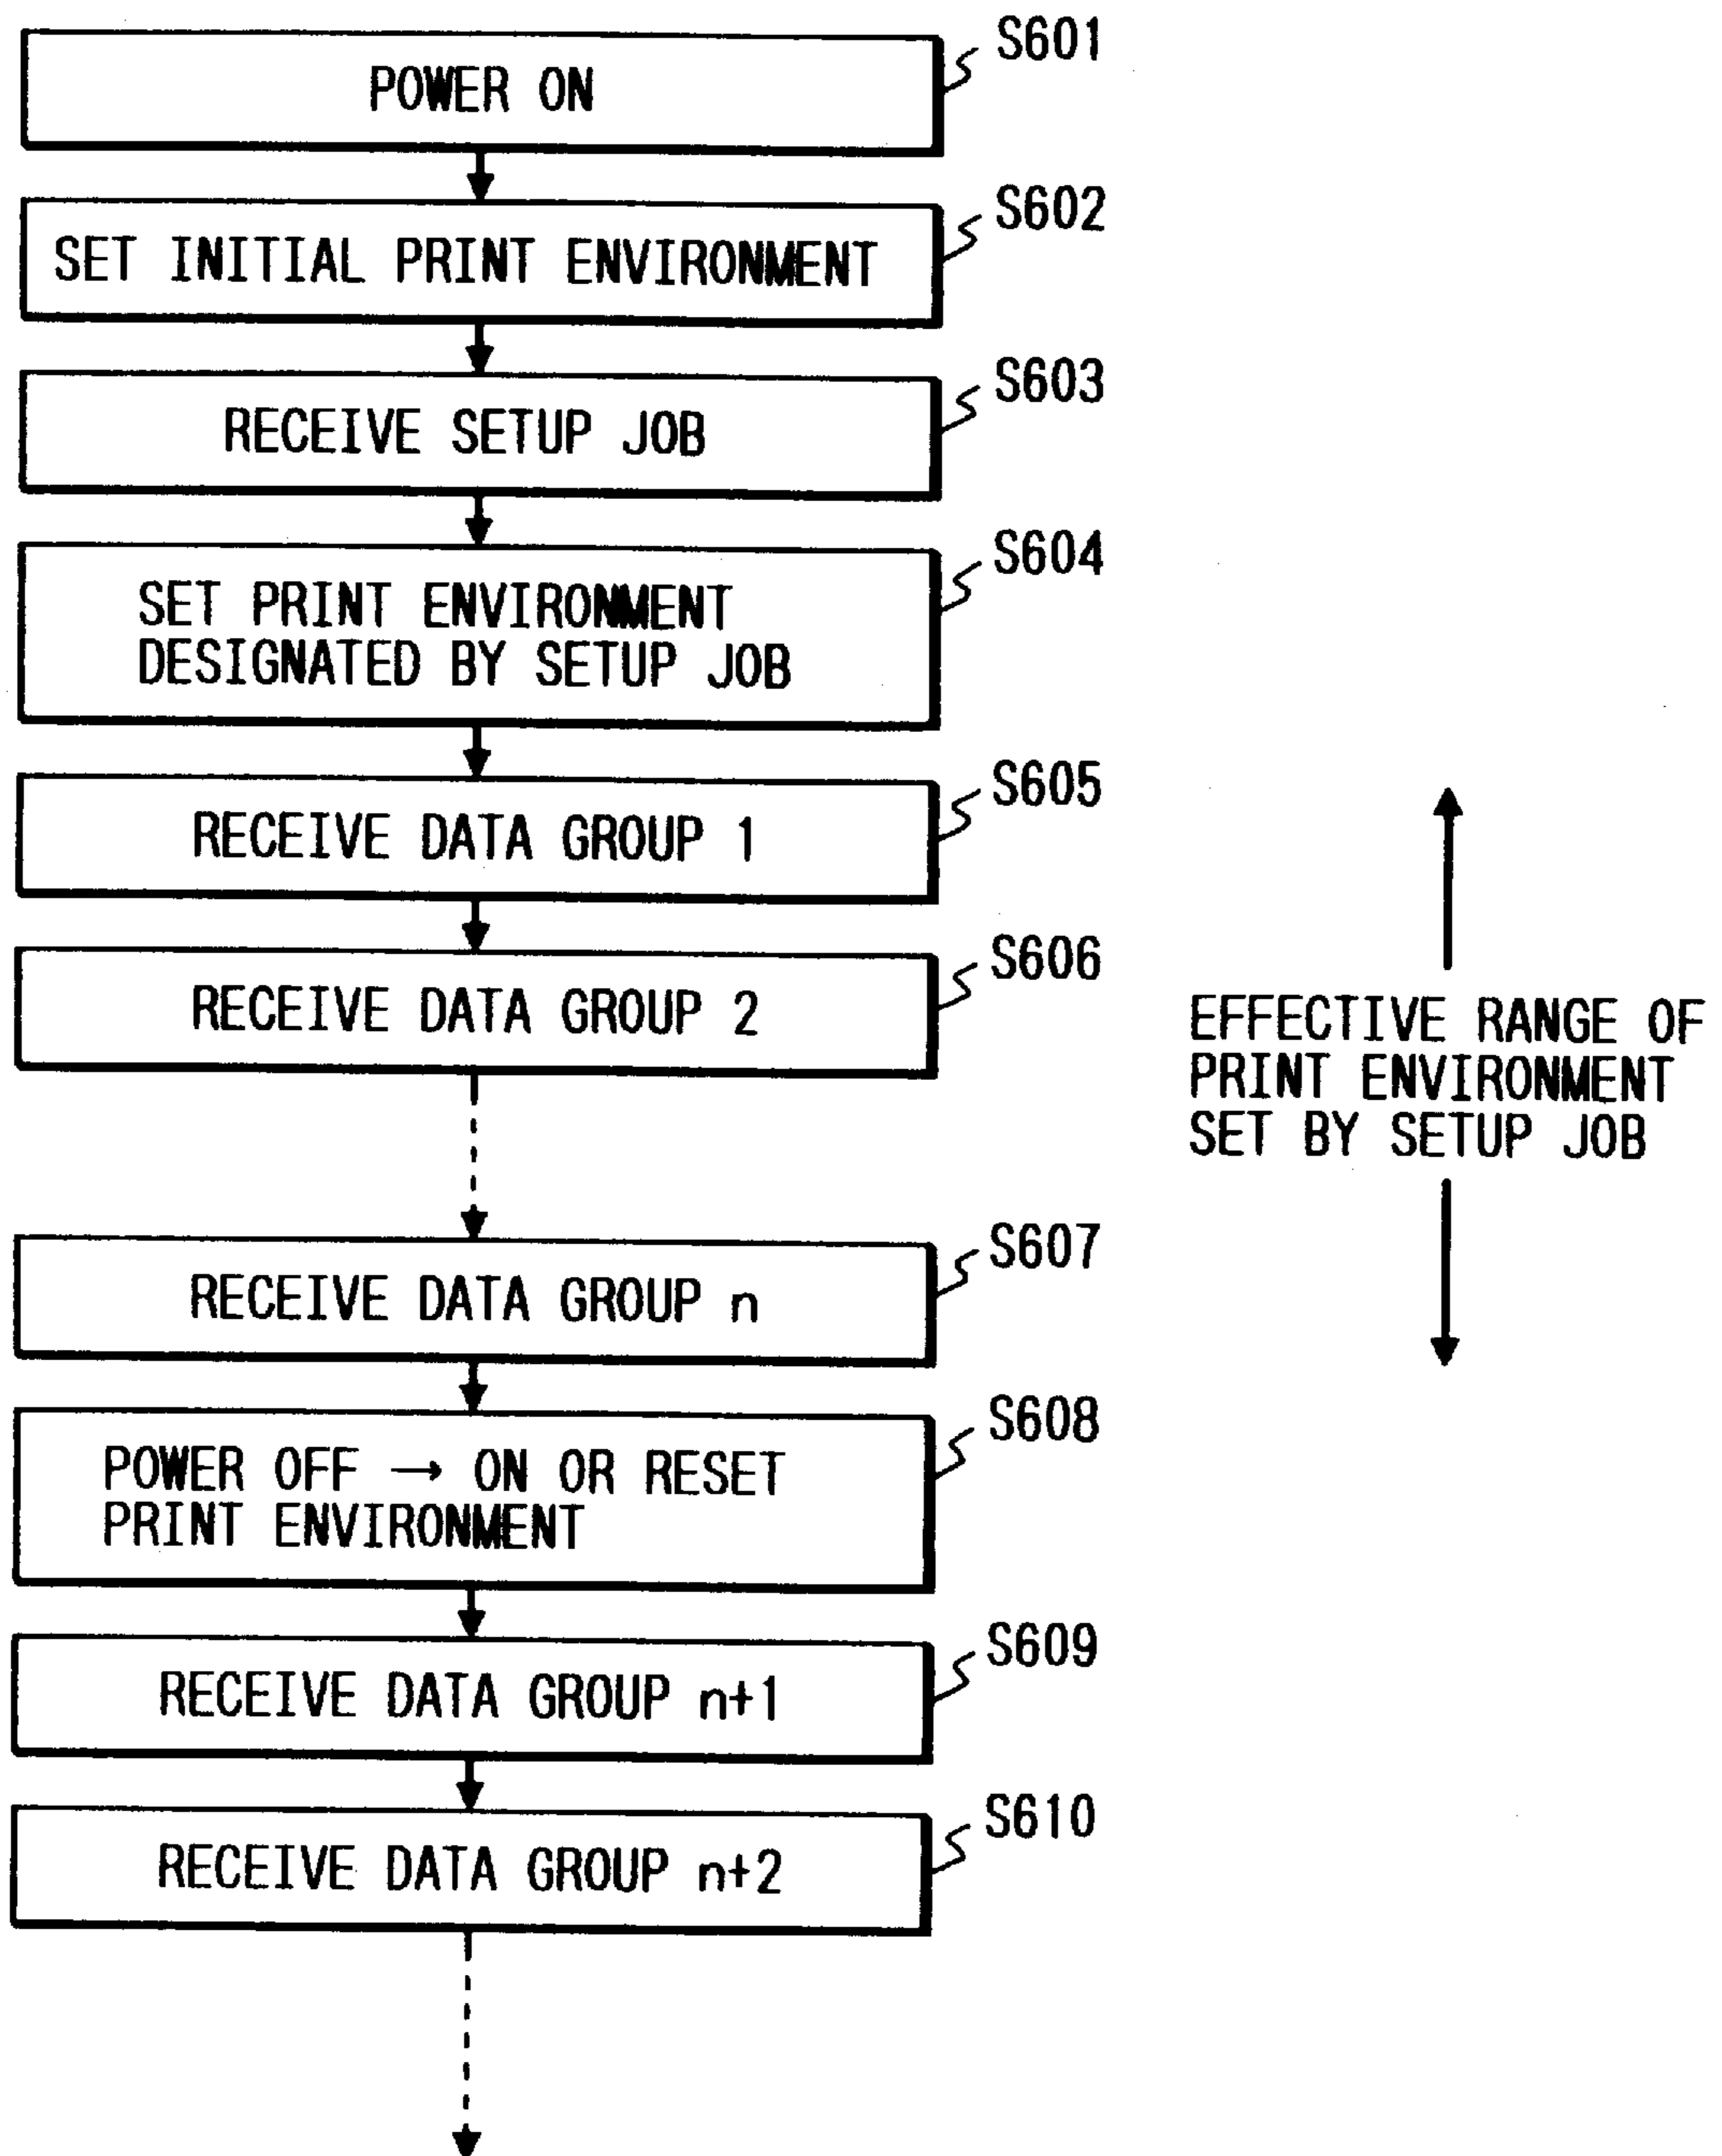 POWER ON
S601
SET INITIAL PRINT ENVIRONMENT
S602
RECEIVE SETUP JOB
S603
SET PRINT ENVIRONMENT
DESIGNATED BY SETUP JOB
S604
RECEIVE DATA GROUP 1
S605
RECEIVE DATA GROUP 2
S606
EFFECTIVE RANGE OF
PRINT ENVIRONMENT
SET BY SETUP JOB
RECEIVE DATA GROUP n
S607
POWER OFF → ON OR RESET
PRINT ENVIRONMENT
S608
RECEIVE DATA GROUP n+1
S609
RECEIVE DATA GROUP n+2
S610